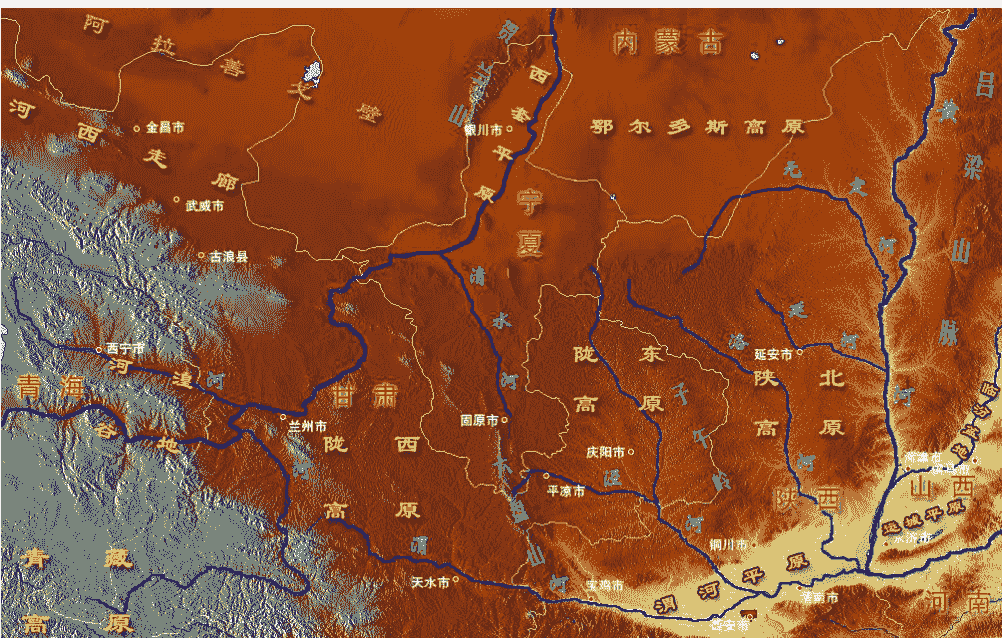 阿拉善戈壁
内蒙古
河西走廊
金昌市
武威市
古浪县
贺兰山
银川市
西套平原
宁夏
鄂尔多斯高原
无定河
黄河
吕梁山脉
清水河
西宁市
河湟谷地
湟河
青海
甘肃
兰州市
陇西高原
固原市
六盘山
平凉市
陇东高原
庆阳市
泾河
子午岭
洛河
延河
延安市
陕北高原
陕西
山西
临汾盆地
运城平原
永济市
河南
铜川市
渭河平原
渭南市
西安市
宝鸡市
渭河
天水市
青藏高原